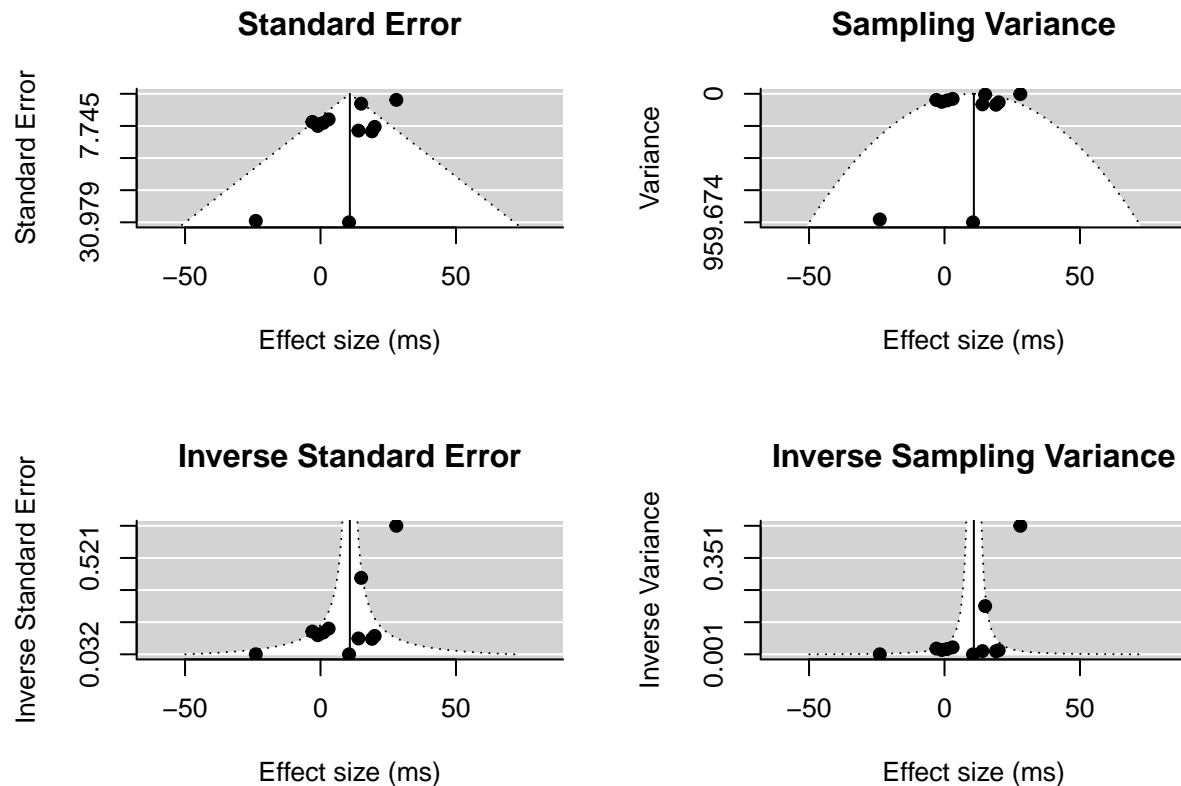 Standard Error
Standard Error
7.745
30.979
−50 0 50
Effect size (ms)
Sampling Variance
Variance
0
959.674
−50 0 50
Effect size (ms)
Inverse Standard Error
Inverse Standard Error
0.521
0.032
−50 0 50
Effect size (ms)
Inverse Sampling Variance
Inverse Variance
0.351
0.001
−50 0 50
Effect size (ms)